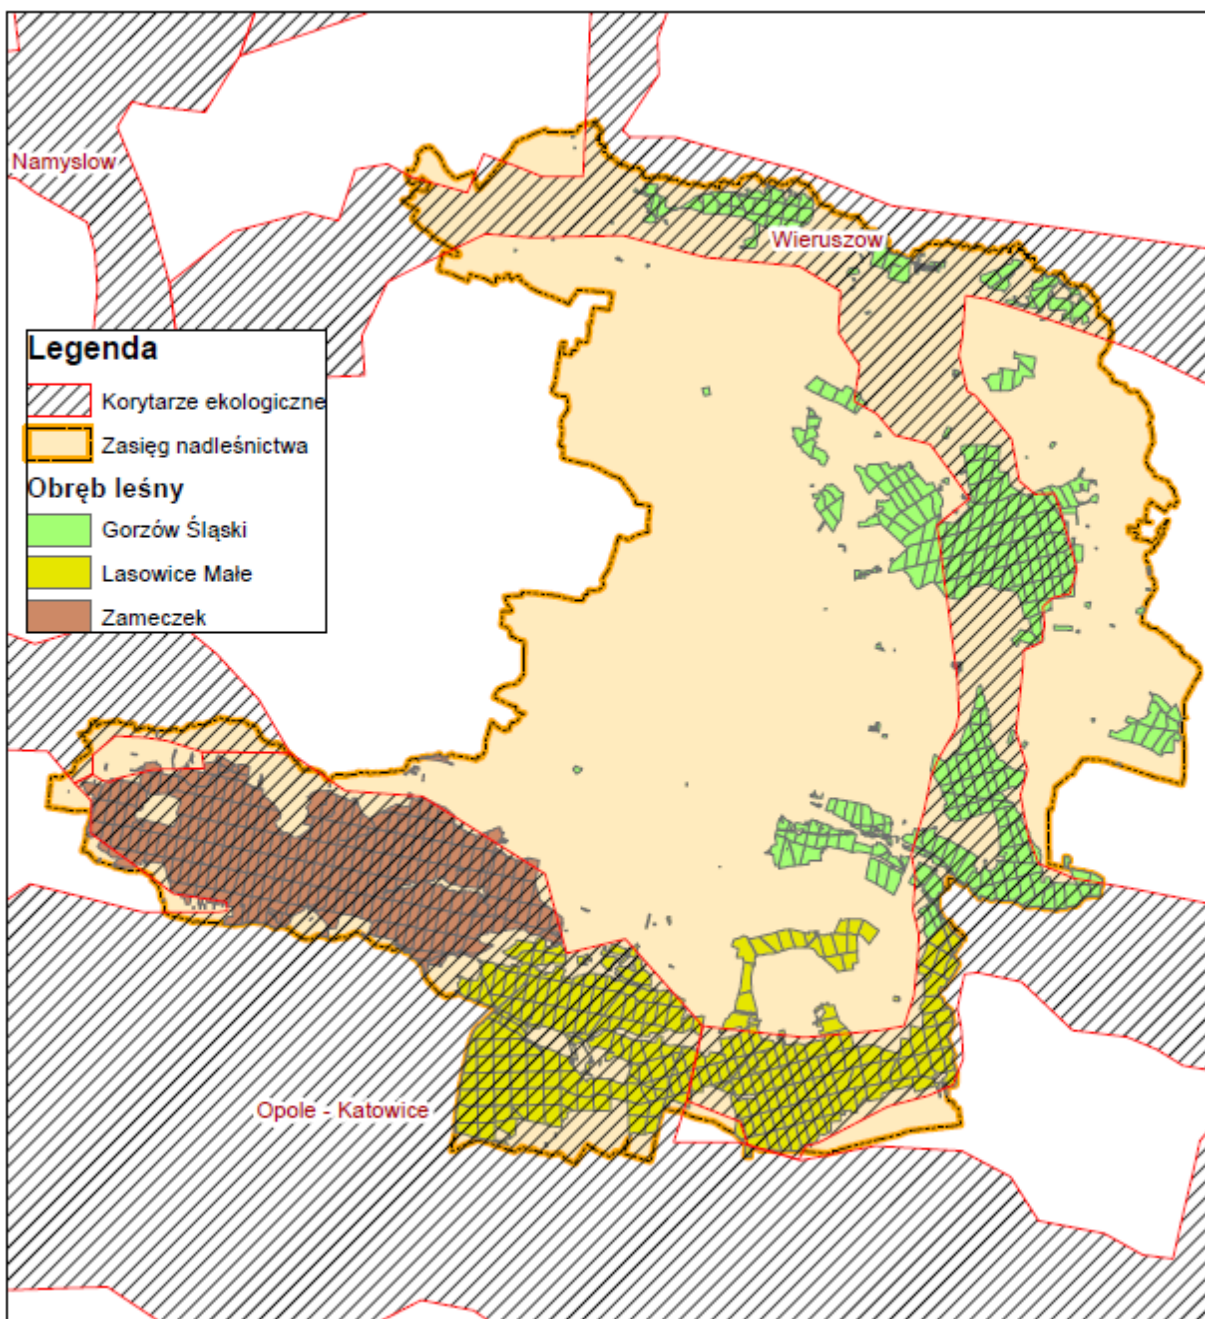 Namyslow
Wieruszow
Legenda
Korytarze ekologiczne
Zasięg nadleśnictwa
Obręb leśny
Gorzów Śląski
Lasowice Małe
Zameczek
Opole - Katowice